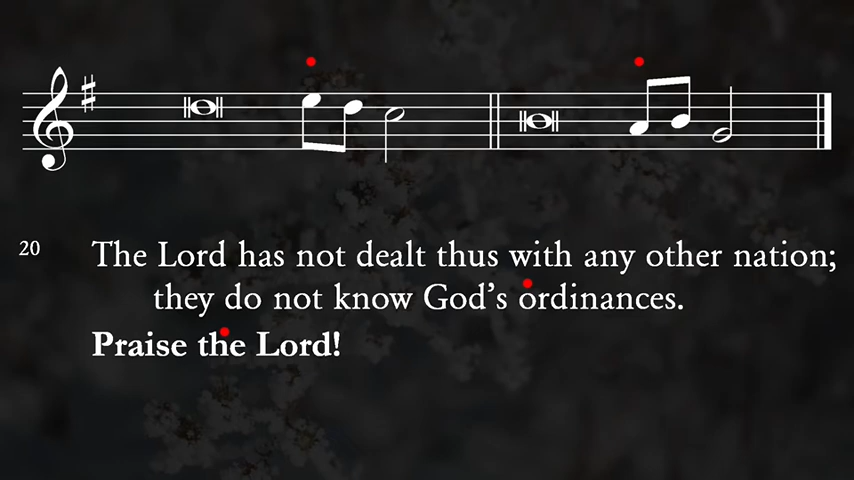 20 The Lord has not dealt thus with any other nation;
they do not know God’s ordinances.
Praise the Lord!